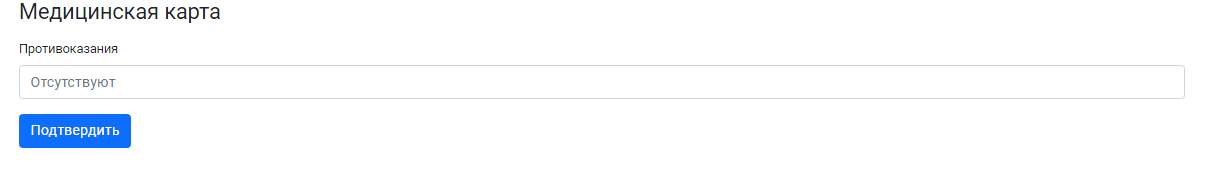 Медицинская карта
Противоказания
Отсутствуют
Подтвердить